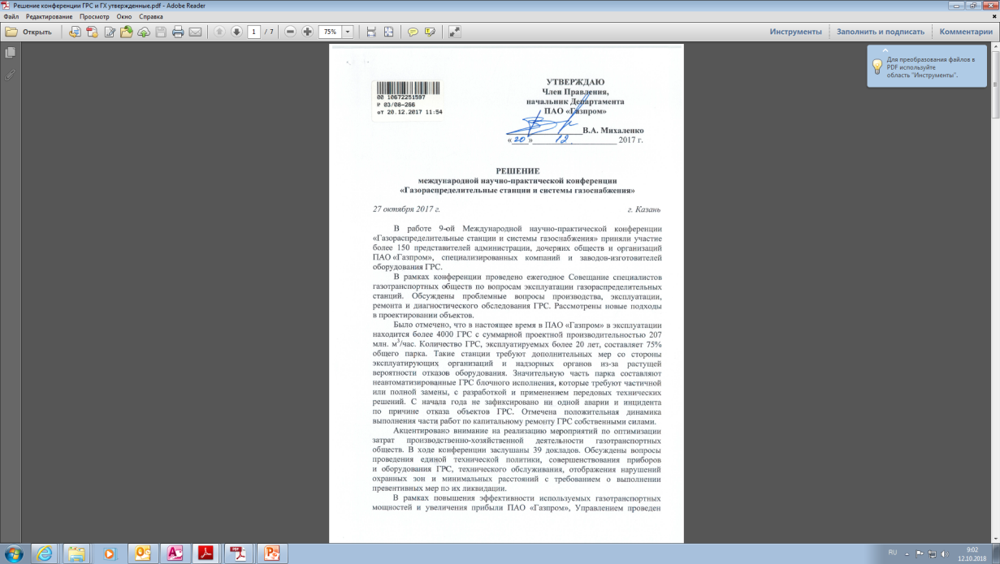 Решение конференции ГРС и ГХ утвержденные.pdf - Adobe Reader
Файл Редактирование Просмотр Окно Справка
Открыть 1 / 7 75% Инструменты Заполнить и подписать Комментарии
Для преобразования файлов в
PDF используйте
область "Инструменты".
00 10672251597
№ 03/08-266
от 20.12.2017 11:54
УТВЕРЖДАЮ
Член Правления,
начальник Департамента
ПАО «Газпром»
В.А. Михаленко
«20» 12 2017 г.
РЕШЕНИЕ
международной научно-практической конференции
«Газораспределительные станции и системы газоснабжения»
27 октября 2017 г. г. Казань
В работе 9-ой Международной научно-практической конференции
«Газораспределительные станции и системы газоснабжения» приняли участие
более 150 представителей администрации, дочерних обществ и организаций
ПАО «Газпром», специализированных компаний и заводов-изготовителей
оборудования ГРС.
В рамках конференции проведено ежегодное Совещание специалистов
газотранспортных обществ по вопросам эксплуатации газораспределительных
станций. Обсуждены проблемные вопросы производства, эксплуатации,
ремонта и диагностического обследования ГРС. Рассмотрены новые подходы
в проектировании объектов.
Было отмечено, что в настоящее время в ПАО «Газпром» в эксплуатации
находится более 4000 ГРС с суммарной проектной производительностью 207
млн. м³/час. Количество ГРС, эксплуатируемых более 20 лет, составляет 75%
общего парка. Такие станции требуют дополнительных мер со стороны
эксплуатирующих организаций и надзорных органов из-за растущей
вероятности отказов оборудования. Значительную часть парка составляют
неавтоматизированные ГРС блочного исполнения, которые требуют частичной
или полной замены, с разработкой и применением передовых технических
решений. С начала года не зафиксировано ни одной аварии и инцидента
по причине отказа объектов ГРС. Отмечена положительная динамика
выполнения части работ по капитальному ремонту ГРС собственными силами.
Акцентировано внимание на реализацию мероприятий по оптимизации
затрат производственно-хозяйственной деятельности газотранспортных
обществ. В ходе конференции заслушаны 39 докладов. Обсуждены вопросы
проведения единой технической политики, совершенствования приборов
и оборудования ГРС, технического обслуживания, отображения нарушений
охранных зон и минимальных расстояний с требованием о выполнении
превентивных мер по их ликвидации.
В рамках повышения эффективности используемых газотранспортных
мощностей и увеличения прибыли ПАО «Газпром», Управлением проведен
RU 9:02
12.10.2018